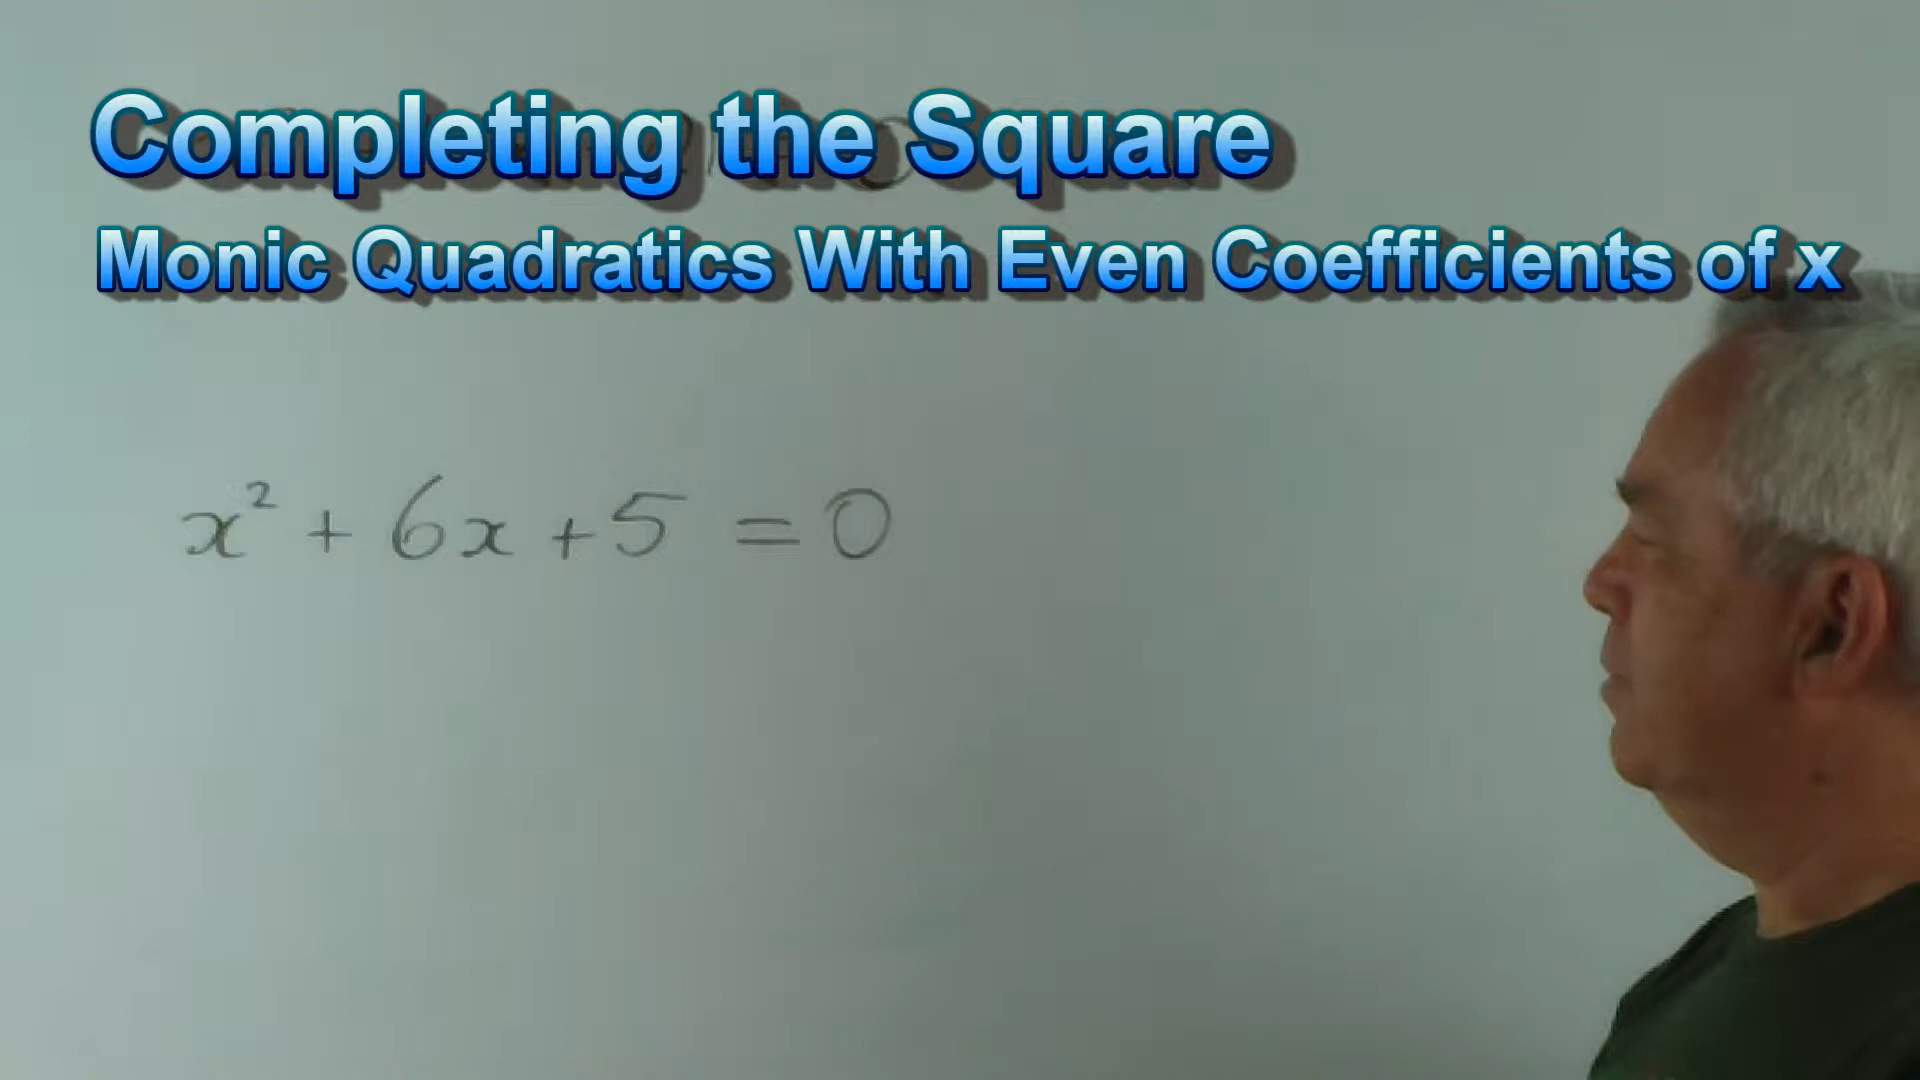 Completing the Square
Monic Quadratics With Even Coefficients of x
x² + 6x + 5 = 0